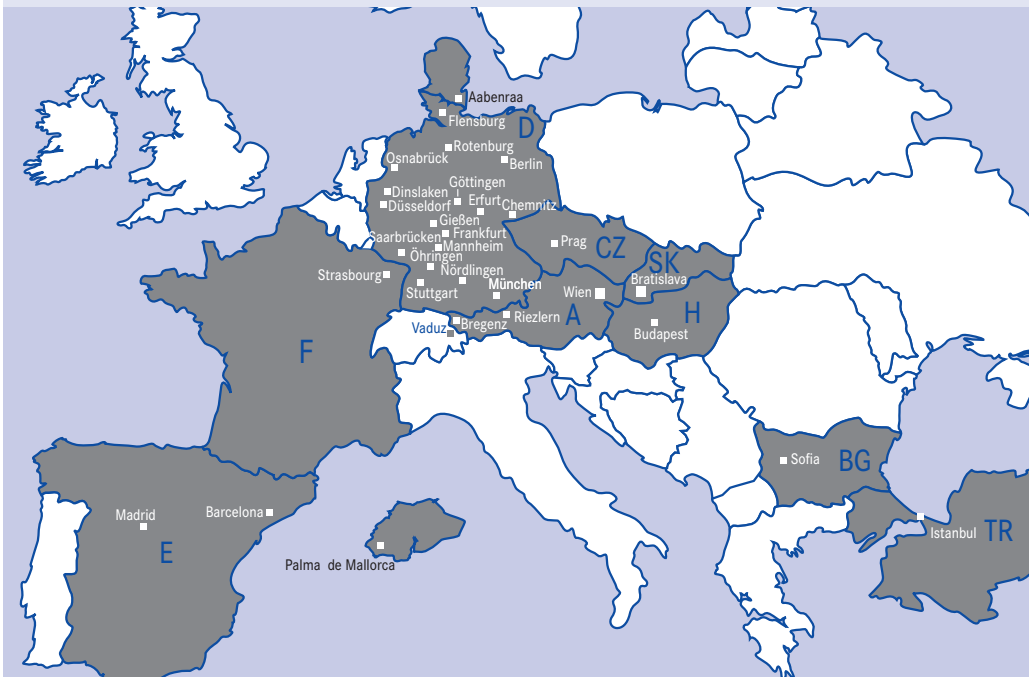 Aabenraa
Flensburg
D
Rotenburg
Osnabrück
Berlin
Göttingen
Dinslaken
Düsseldorf
Erfurt
Chemnitz
Gießen
Frankfurt
Saarbrücken
Mannheim
Öhringen
Prag
CZ
SK
Strasbourg
Nördlingen
Stuttgart
München
Wien
Bratislava
A
H
Vaduz
Bregenz
Riezlern
Budapest
F
Sofia
BG
Madrid
Barcelona
E
Istanbul
TR
Palma de Mallorca